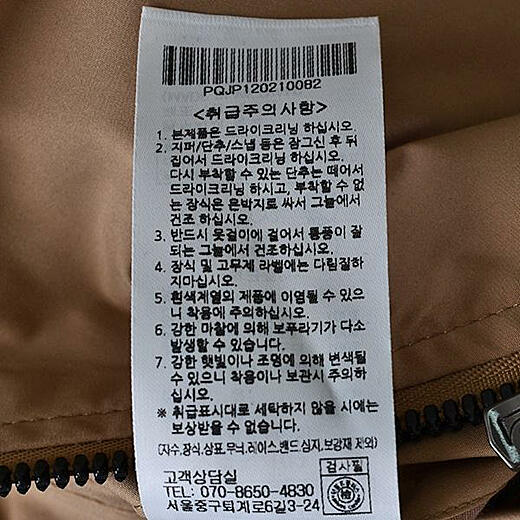 PQJP120210082
<취급주의사항>
1. 본제품은 드라이크리닝 하십시오.
2. 지퍼/단추/스냅 등은 잠그신 후 뒤
집어서 드라이크리닝 하십시오.
다시 부착할 수 있는 단추는 떼어서
드라이크리닝 하시고, 부착할 수 없
는 장식은 은박지로 싸서 그늘에서
건조 하십시오.
3. 반드시 옷걸이에 걸어서 통풍이 잘
되는 그늘에서 건조하십시오.
4. 장식 및 고무제 라벨에는 다림질하
지마십시오.
5. 흰색계열의 제품에 이염될 수 있으
니 착용에 주의하십시오.
6. 강한 마찰에 의해 보푸라기가 다소
발생할 수 있습니다.
7. 강한 햇빛이나 조명에 의해 변색될
수 있으니 착용이나 보관시 주의하
십시오.
※ 취급표시대로 세탁하지 않을 시에는
보상받을 수 없습니다.
(자수,장식,상표,무늬,레이스,밴드,심지,보강재 제외)
고객상담실
검사필
TEL: 070-8650-4830
서울중구퇴계로6길3-24